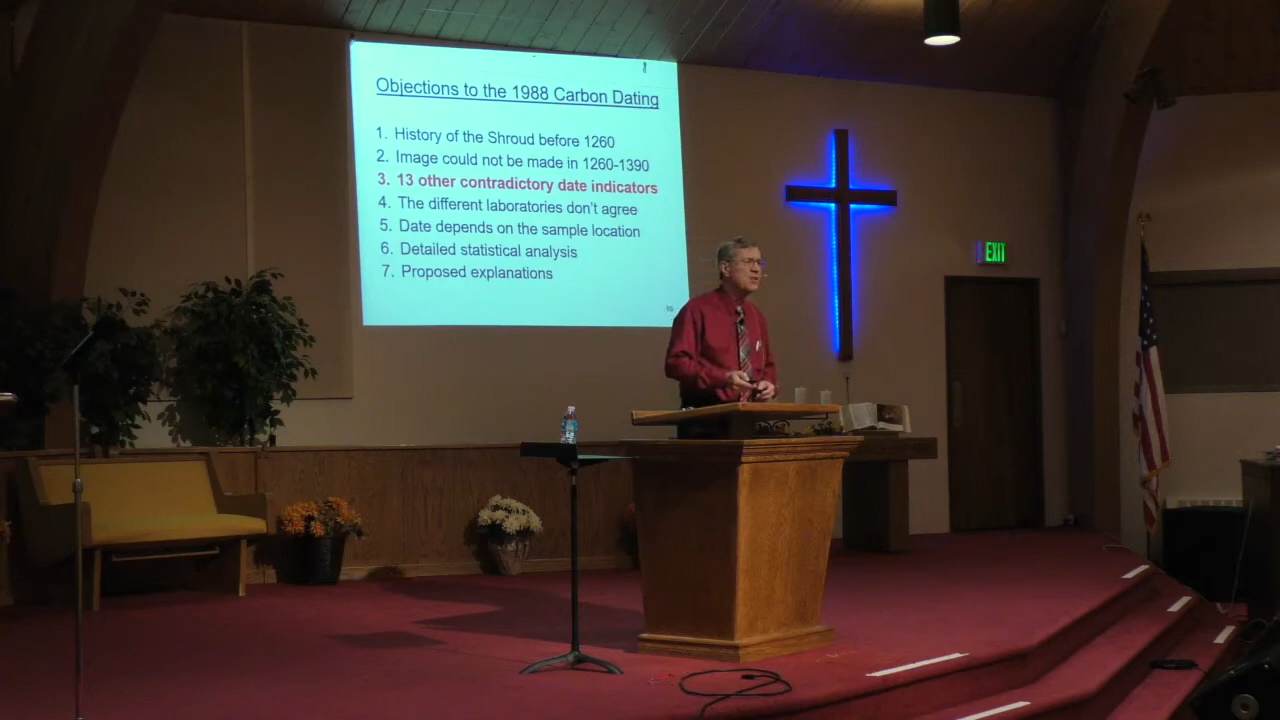 Objections to the 1988 Carbon Dating
1. History of the Shroud before 1260
2. Image could not be made in 1260-1390
3. 13 other contradictory date indicators
4. The different laboratories don't agree
5. Date depends on the sample location
6. Detailed statistical analysis
7. Proposed explanations
EXIT